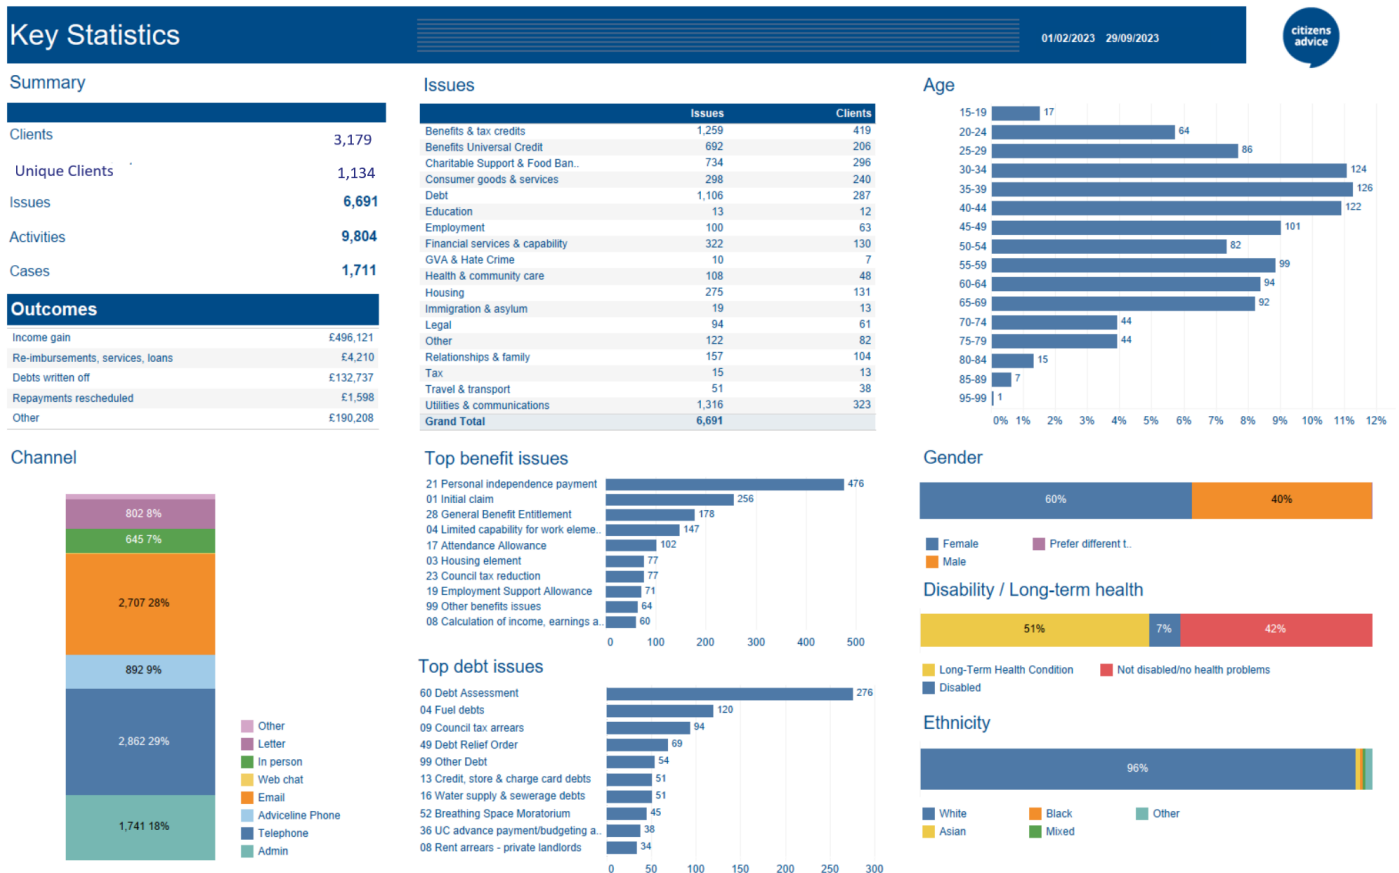 Key Statistics
01/02/2023 29/09/2023
citizens
advice
Summary
Clients 3,179
Unique Clients 1,134
Issues 6,691
Activities 9,804
Cases 1,711
Outcomes
Income gain £496,121
Re-imbursements, services, loans £4,210
Debts written off £132,737
Repayments rescheduled £1,598
Other £190,208
Issues
Issues Clients
Benefits & tax credits 1,259 419
Benefits Universal Credit 692 206
Charitable Support & Food Ban.. 734 296
Consumer goods & services 298 240
Debt 1,106 287
Education 13 12
Employment 100 63
Financial services & capability 322 130
GVA & Hate Crime 10 7
Health & community care 108 48
Housing 275 131
Immigration & asylum 19 13
Legal 94 61
Other 122 82
Relationships & family 157 104
Tax 15 13
Travel & transport 51 38
Utilities & communications 1,316 323
Grand Total 6,691
Age
15-19 17
20-24 64
25-29 86
30-34 124
35-39 126
40-44 122
45-49 101
50-54 82
55-59 99
60-64 94
65-69 92
70-74 44
75-79 44
80-84 15
85-89 7
95-99 1
0% 1% 2% 3% 4% 5% 6% 7% 8% 9% 10% 11% 12%
Channel
802 8%
645 7%
2,707 28%
892 9%
2,862 29%
1,741 18%
Other
Letter
In person
Web chat
Email
Adviceline Phone
Telephone
Admin
Top benefit issues
21 Personal independence payment 476
01 Initial claim 256
28 General Benefit Entitlement 178
04 Limited capability for work eleme.. 147
17 Attendance Allowance 102
03 Housing element 77
23 Council tax reduction 77
19 Employment Support Allowance 71
99 Other benefits issues 64
08 Calculation of income, earnings a.. 60
0 100 200 300 400 500
Top debt issues
60 Debt Assessment 276
04 Fuel debts 120
09 Council tax arrears 94
49 Debt Relief Order 69
99 Other Debt 54
13 Credit, store & charge card debts 51
16 Water supply & sewerage debts 51
52 Breathing Space Moratorium 45
36 UC advance payment/budgeting a.. 38
08 Rent arrears - private landlords 34
0 50 100 150 200 250 300
Gender
60% 40%
Female Prefer different t..
Male
Disability / Long-term health
51% 7% 42%
Long-Term Health Condition Not disabled/no health problems
Disabled
Ethnicity
96%
White Black Other
Asian Mixed